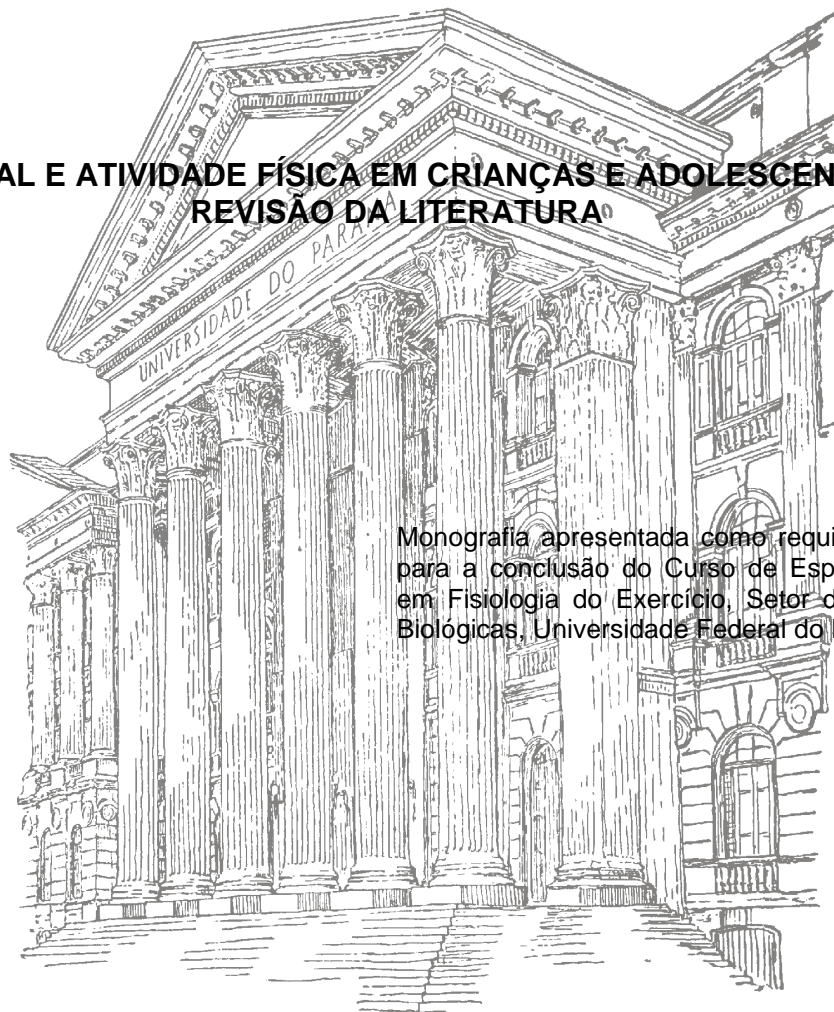 AL E ATIVIDADE FÍSICA EM CRIANÇAS E ADOLESCEN
REVISÃO DA LITERATURA
UNIVERSIDADE DO PARA
Monografia apresentada como requi
para a conclusão do Curso de Esp
em Fisiologia do Exercício, Setor d
Biológicas, Universidade Federal do